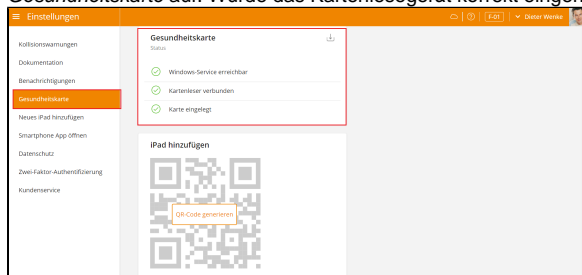 Gesundheitskarte auf. Wurde das Kartenlesegerät korrekt
Einstellungen
F-01
Dieter Wenke
Kollisionswarnungen
Dokumentation
Benachrichtigungen
Gesundheitskarte
Neues iPad hinzufügen
Smartphone App öffnen
Datenschutz
Zwei-Faktor-Authentifizierung
Kundenservice
Gesundheitskarte
Status
Windows-Service erreichbar
Kartenleser verbunden
Karte eingelegt
iPad hinzufügen
QR-Code generieren